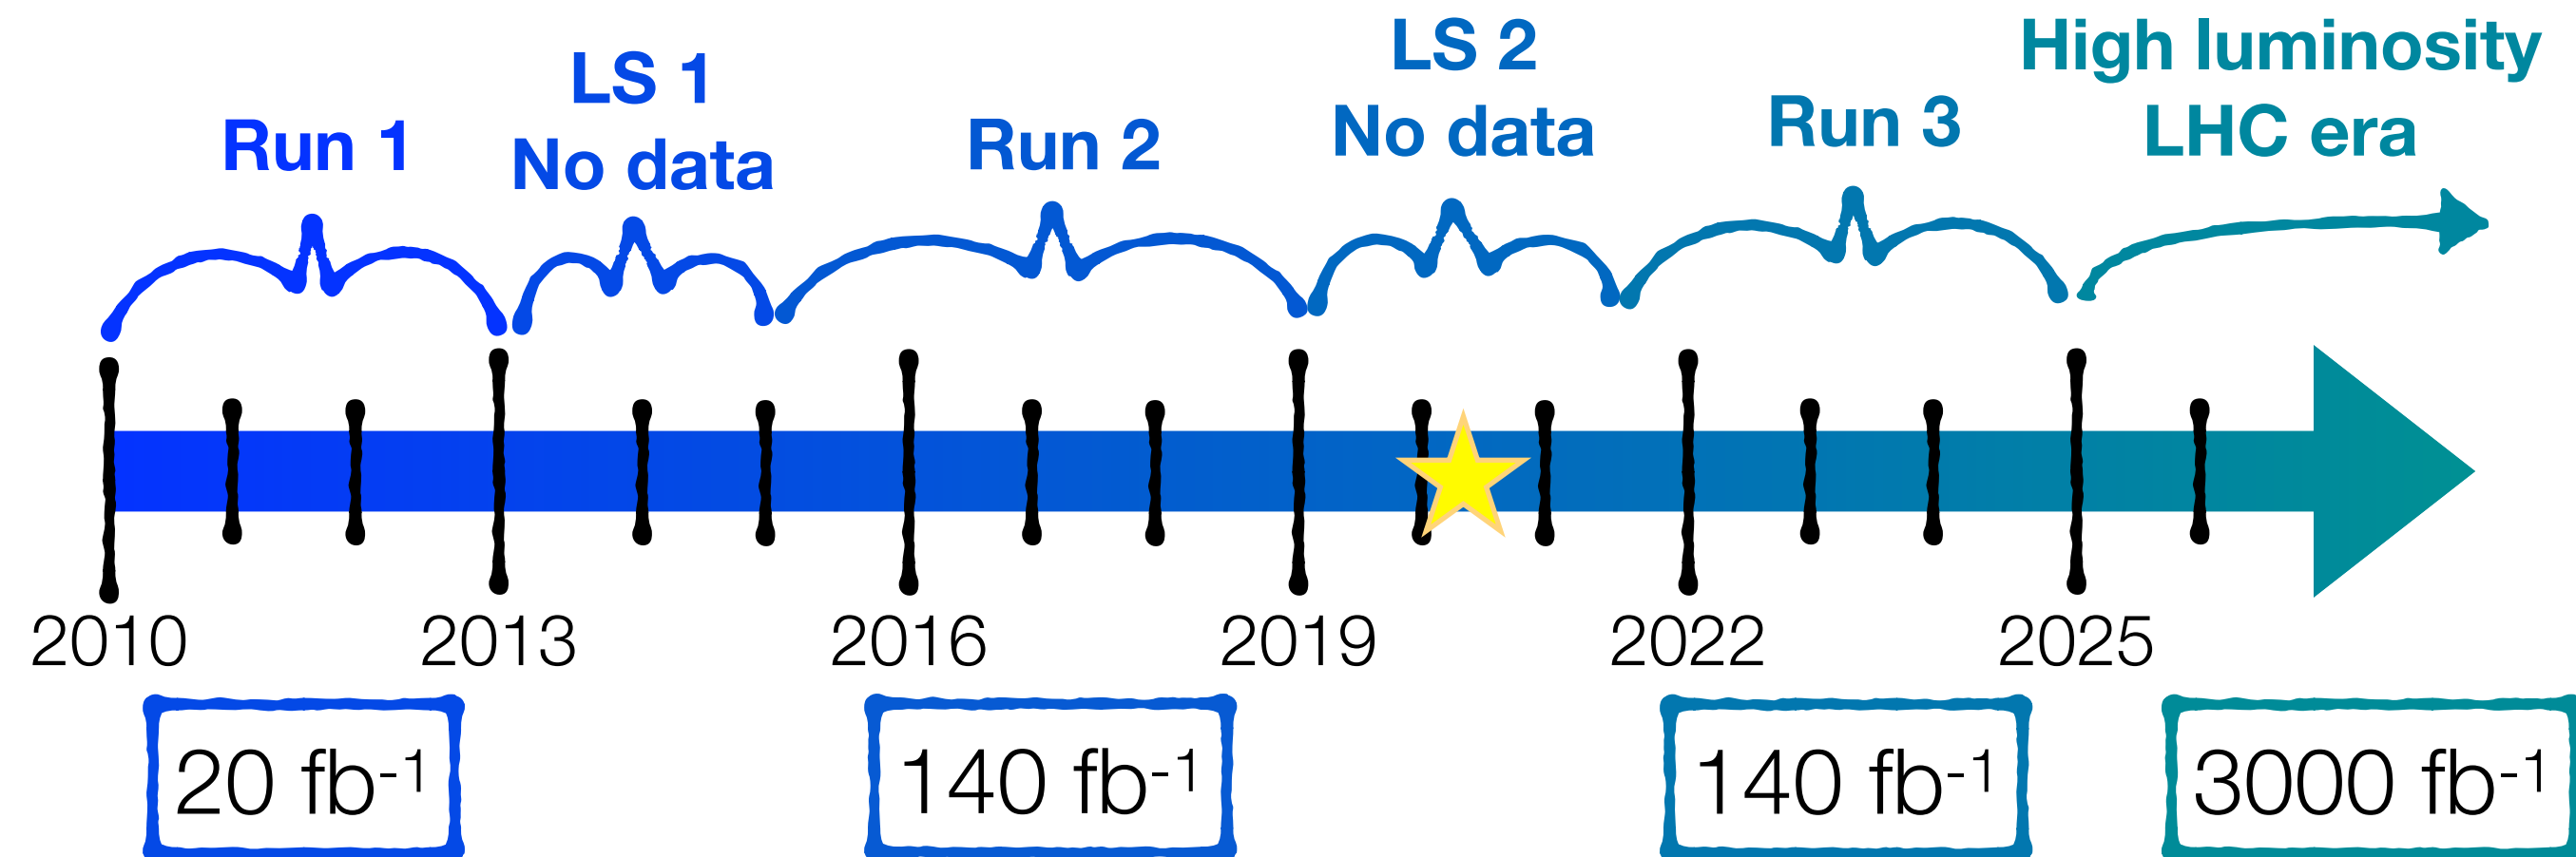 Run 1
LS 1
No data
Run 2
LS 2
No data
Run 3
High luminosity
LHC era
2010
2013
2016
2019
2022
2025
20 fb-1
140 fb-1
140 fb-1
3000 fb-1